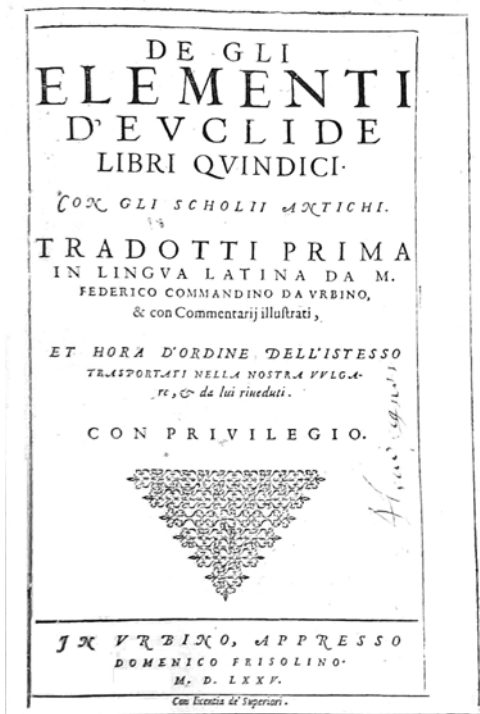 DE GLI
ELEMENTI
D'EVCLIDE
LIBRI QVINDICI·
CON GLI SCHOLII ANTICHI.
TRADOTTI PRIMA
IN LINGVA LATINA DA M.
FEDERICO COMMANDINO DA VRBINO,
& con Commentarij illuſtrati,
ET HORA D'ORDINE DELL'ISTESSO
TRASPORTATI NELLA NOSTRA VVLGA-
re, & da lui riueduti.
CON PRIVILEGIO.
IN VRBINO, APPRESSO
DOMENICO FRISOLINO·
M. D. LXXV.
Con licentia de' Superiori.